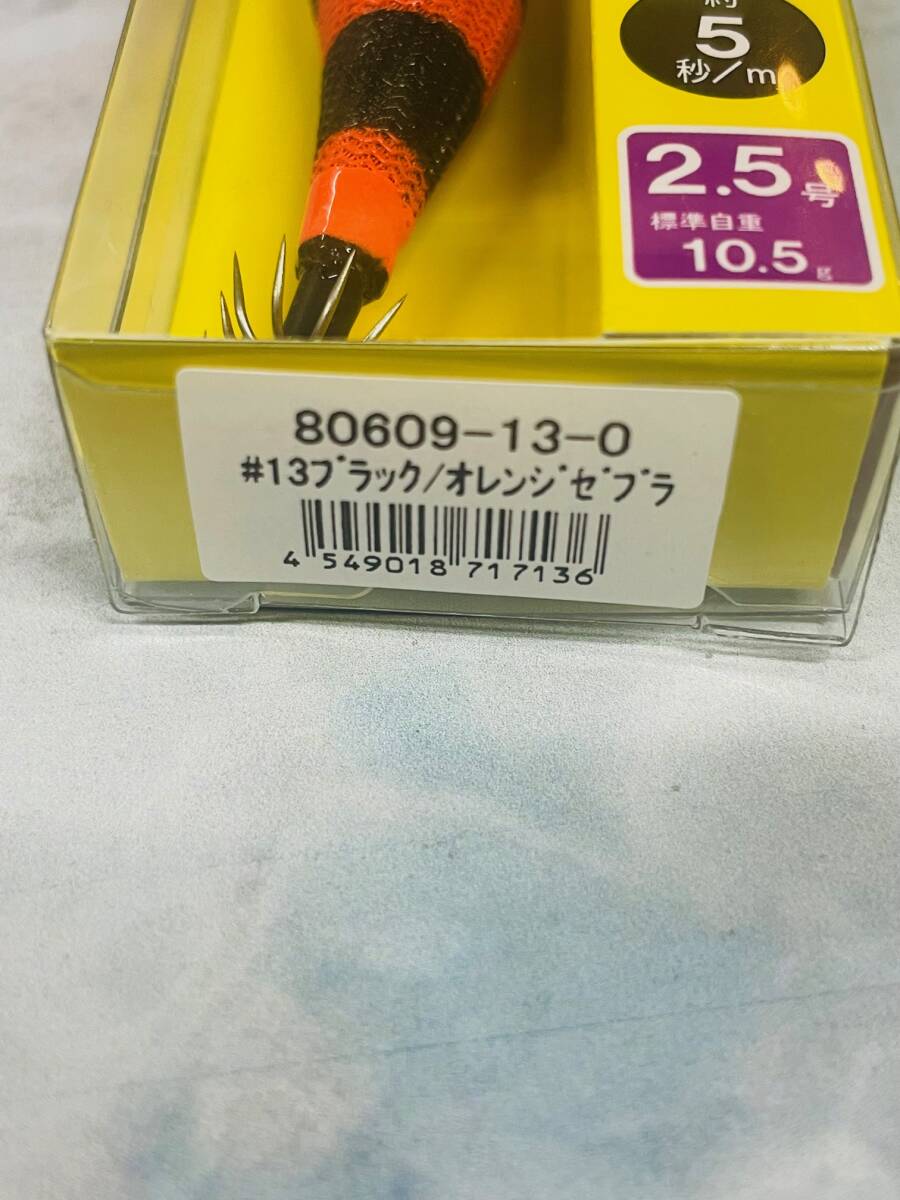 約
5
秒/m
2.5号
標準自重
10.5g
80609-13-0
#13ブラック/オレンジゼブラ
4 549018 717136